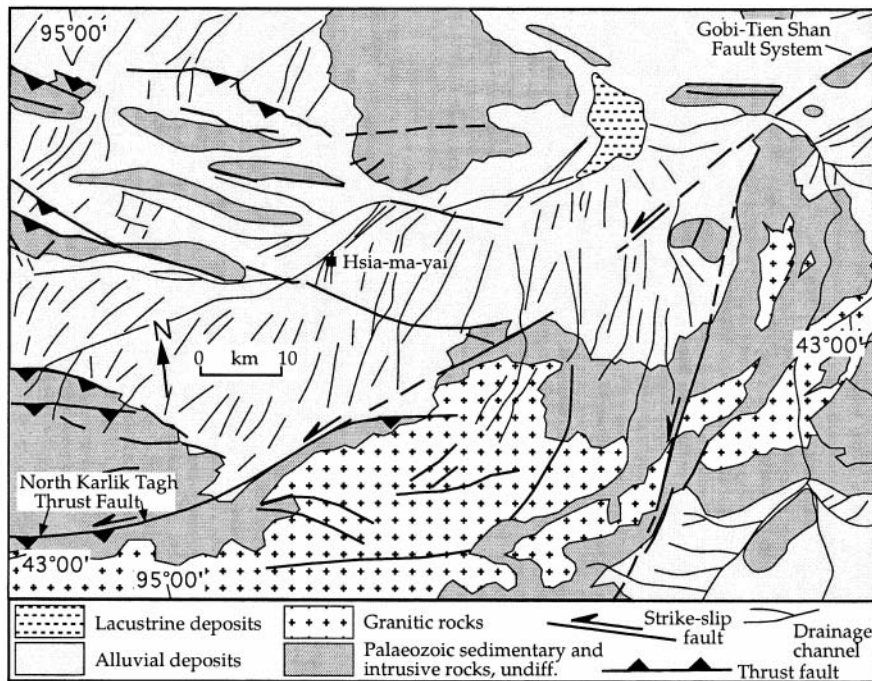 95°00'
Gobi-Tien Shan
Fault System
Hsia-ma-yai
N
0 km 10
43°00'
North Karlik Tagh
Thrust Fault
43°00'
95°00'
Lacustrine deposits
Granitic rocks
Strike-slip
fault
Drainage
channel
Alluvial deposits
Palaeozoic sedimentary and
intrusive rocks, undiff.
Thrust fault